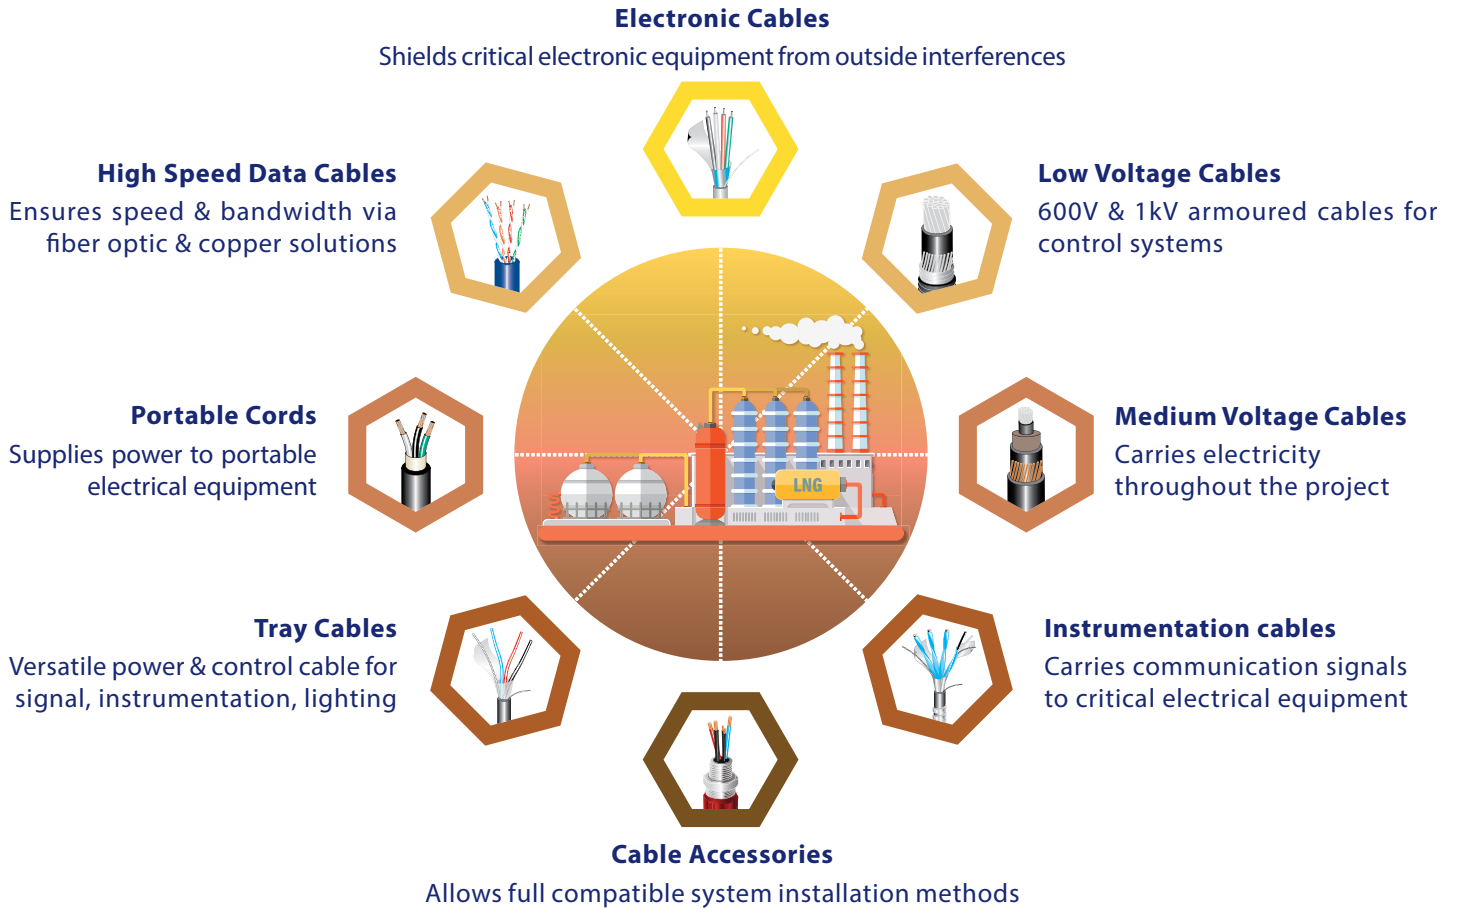 Electronic Cables
Shields critical electronic equipment from outside interferences
High Speed Data Cables
Ensures speed & bandwidth via
fiber optic & copper solutions
Low Voltage Cables
600V & 1kV armoured cables for
control systems
Portable Cords
Supplies power to portable
electrical equipment
LNG
Medium Voltage Cables
Carries electricity
throughout the project
Tray Cables
Versatile power & control cable for
signal, instrumentation, lighting
Instrumentation cables
Carries communication signals
to critical electrical equipment
Cable Accessories
Allows full compatible system installation methods